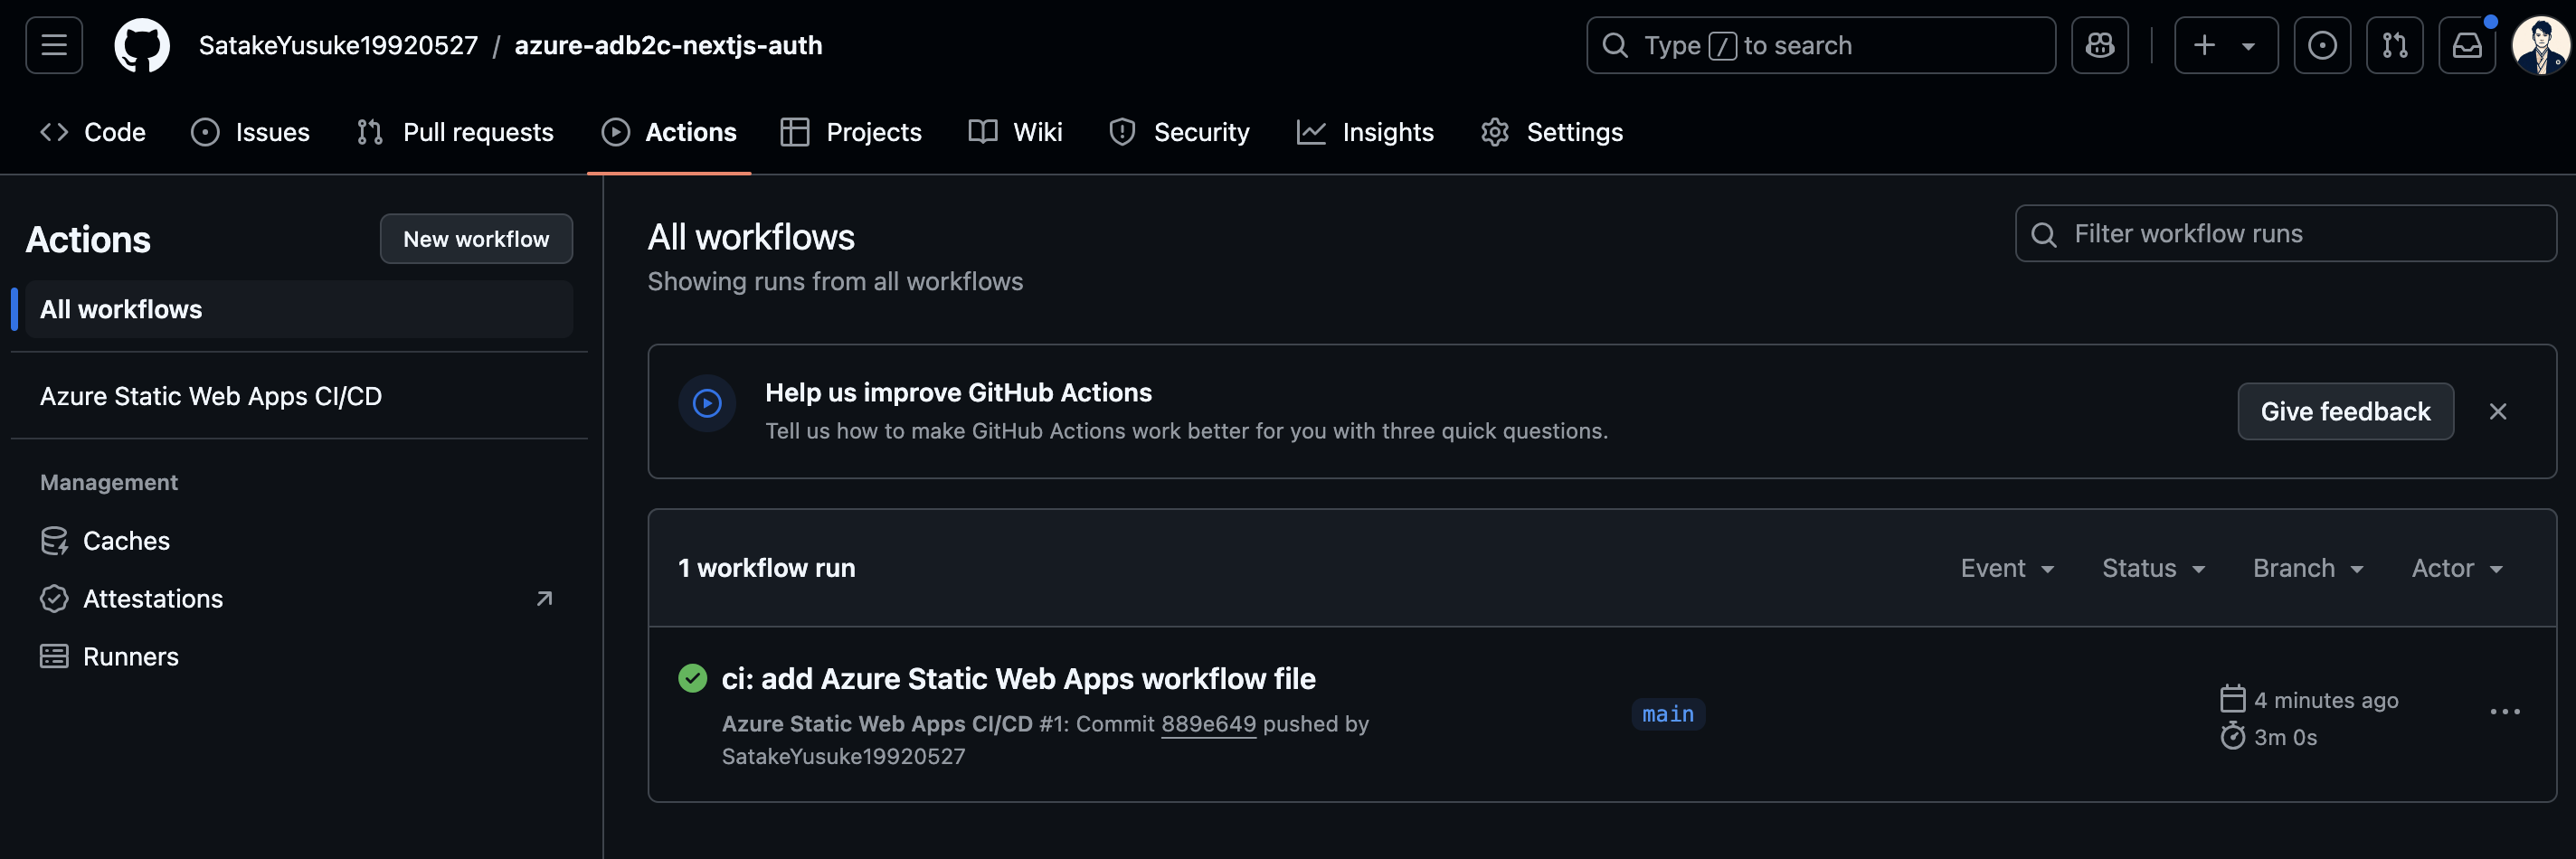 SatakeYusuke19920527 / azure-adb2c-nextjs-auth
Type / to search
Code
Issues
Pull requests
Actions
Projects
Wiki
Security
Insights
Settings
Actions
New workflow
All workflows
Azure Static Web Apps CI/CD
Management
Caches
Attestations
Runners
All workflows
Showing runs from all workflows
Filter workflow runs
Help us improve GitHub Actions
Tell us how to make GitHub Actions work better for you with three quick questions.
Give feedback
1 workflow run
Event
Status
Branch
Actor
ci: add Azure Static Web Apps workflow file
Azure Static Web Apps CI/CD #1: Commit 889e649 pushed by
SatakeYusuke19920527
main
4 minutes ago
3m 0s